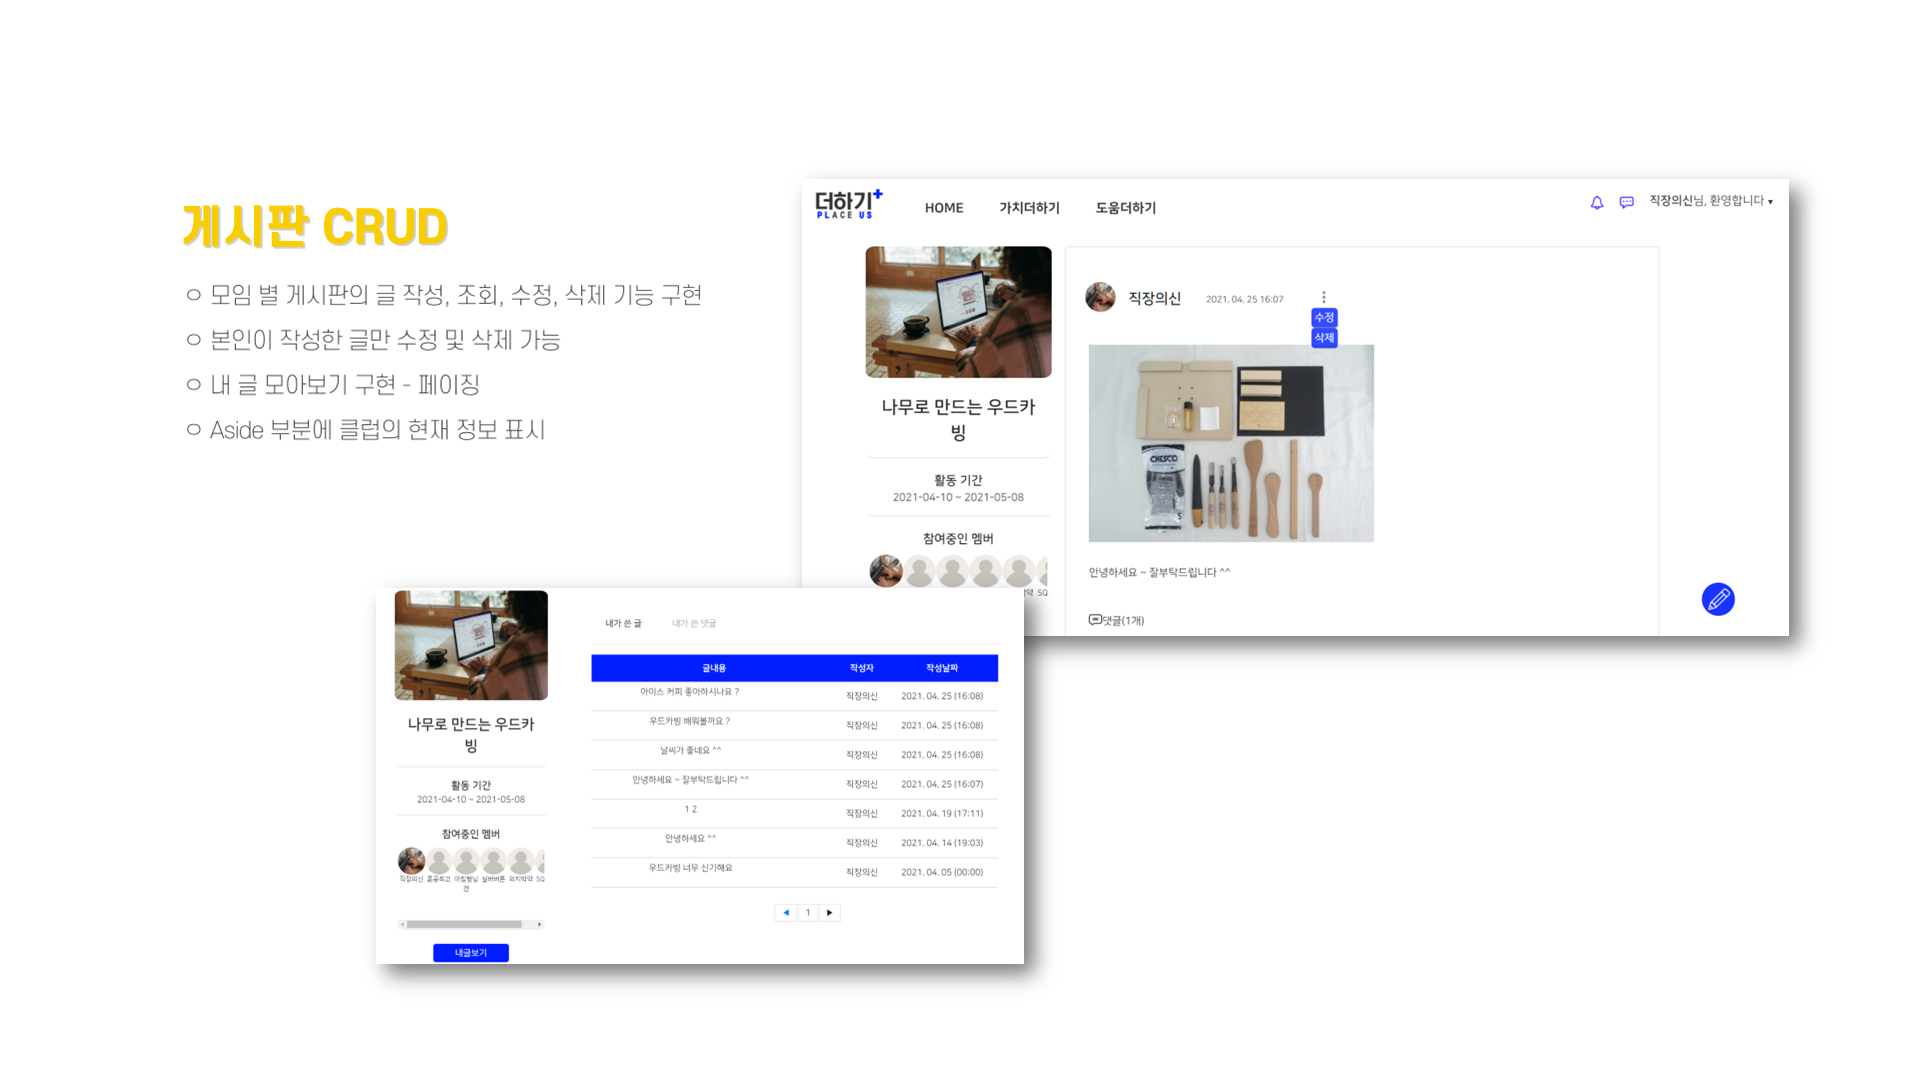 게시판 CRUD
ㅇ 모임 별 게시판의 글 작성, 조회, 수정, 삭제 기능 구현
ㅇ 본인이 작성한 글만 수정 및 삭제 가능
ㅇ 내 글 모아보기 구현 - 페이징
ㅇ Aside 부분에 클럽의 현재 정보 표시
더하기+
PLACE US
HOME 가치더하기 도움더하기
직장의신님, 환영합니다 ▾
직장의신 2021. 04. 25 16:07
수정
삭제
나무로 만드는 우드카
빙
활동 기간
2021-04-10 ~ 2021-05-08
참여중인 멤버
SQ
CHESCO
안녕하세요 ~ 잘부탁드립니다 ^^
댓글(1개)
나무로 만드는 우드카
빙
활동 기간
2021-04-10 ~ 2021-05-08
참여중인 멤버
직장의신 실버버튼 의지박약 SQ
내글보기
내가 쓴 글 내가 쓴 댓글
글내용 작성자 작성날짜
아이스 커피 좋아하시나요 ? 직장의신 2021. 04. 25 (16:08)
우드카빙 배워볼까요 ? 직장의신 2021. 04. 25 (16:08)
날씨가 좋네요 ^^ 직장의신 2021. 04. 25 (16:08)
안녕하세요 ~ 잘부탁드립니다 ^^ 직장의신 2021. 04. 25 (16:07)
1 2 직장의신 2021. 04. 19 (17:11)
안녕하세요 ^^ 직장의신 2021. 04. 14 (19:03)
우드카빙 너무 신기해요 직장의신 2021. 04. 05 (00:00)
◀ 1 ▶